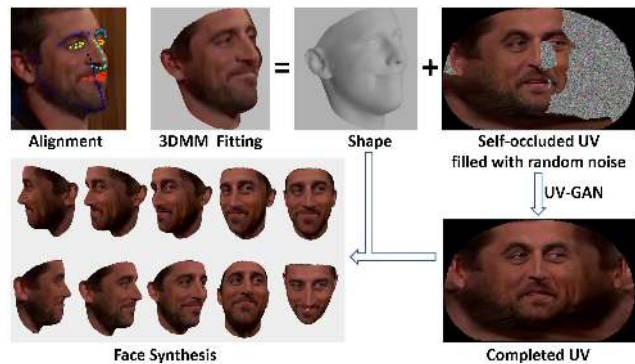 Alignment
3DMM Fitting
=
Shape
+
Self-occluded UV
filled with random noise
UV-GAN
Face Synthesis
Completed UV